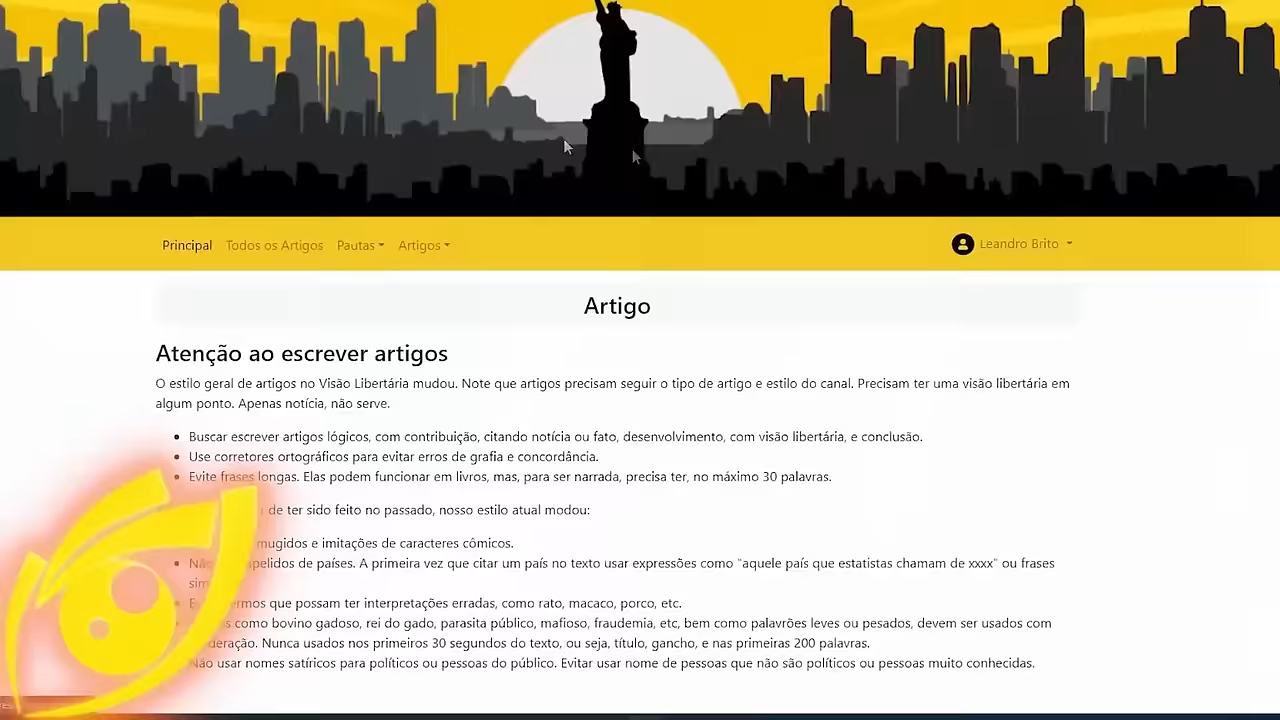 Principal Todos os Artigos Pautas Artigos Leandro Brito
Artigo
Atenção ao escrever artigos
O estilo geral de artigos no Visão Libertária mudou. Note que artigos precisam seguir o tipo de artigo e estilo do canal. Precisam ter uma visão libertária em
algum ponto. Apenas notícia, não serve.
Buscar escrever artigos lógicos, com contribuição, citando notícia ou fato, desenvolvimento, com visão libertária, e conclusão.
Use corretores ortográficos para evitar erros de grafia e concordância.
Evite frases longas. Elas podem funcionar em livros, mas, para ser narrada, precisa ter, no máximo 30 palavras.
de ter sido feito no passado, nosso estilo atual modou:
mugidos e imitações de caracteres cômicos.
apelidos de países. A primeira vez que citar um país no texto usar expressões como "aquele país que estatistas chamam de xxxx" ou frases
que possam ter interpretações erradas, como rato, macaco, porco, etc.
como bovino gadoso, rei do gado, parasita público, mafioso, fraudemia, etc, bem como palavrões leves ou pesados, devem ser usados com
Nunca usados nos primeiros 30 segundos do texto, ou seja, título, gancho, e nas primeiras 200 palavras.
Não usar nomes satíricos para políticos ou pessoas do público. Evitar usar nome de pessoas que não são políticos ou pessoas muito conhecidas.